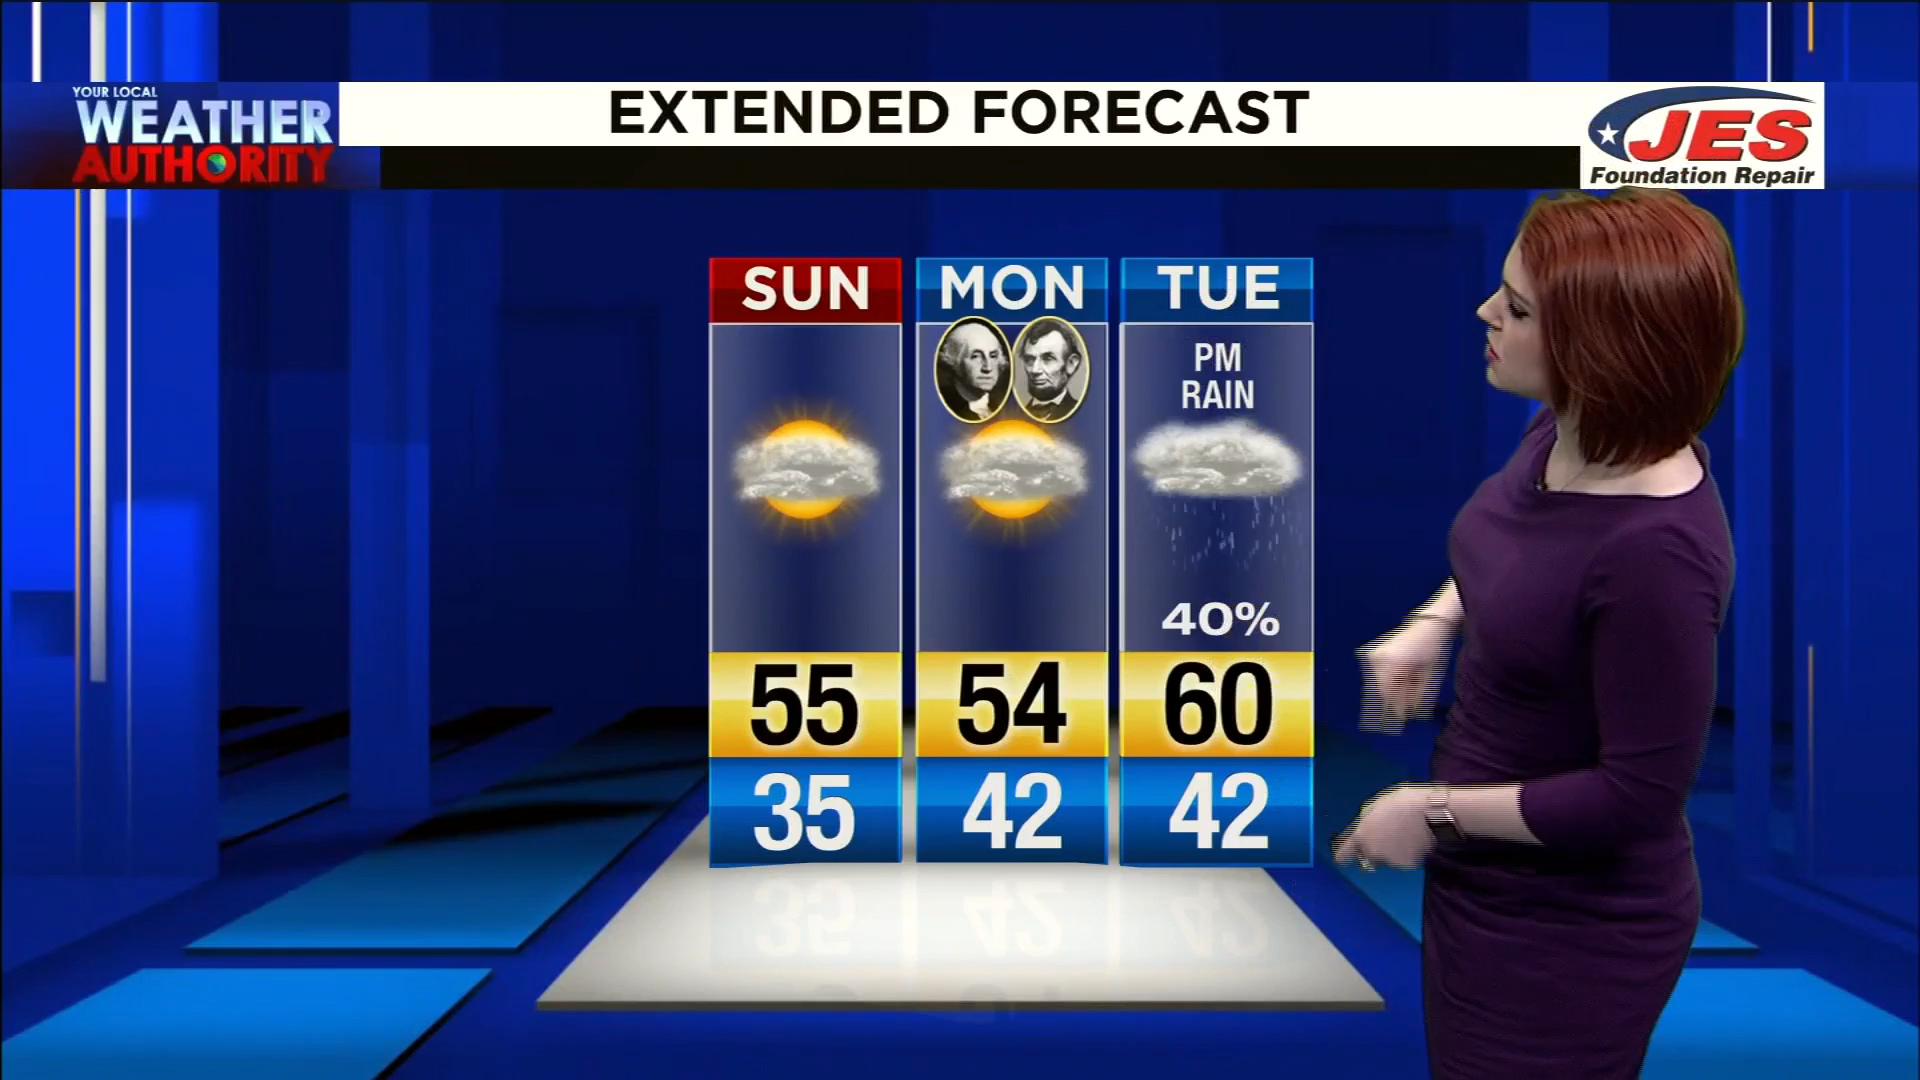 YOUR LOCAL
WEATHER
AUTHORITY
EXTENDED FORECAST
JES
Foundation Repair
SUN
MON
TUE
PM
RAIN
40%
55
54
60
35
42
42